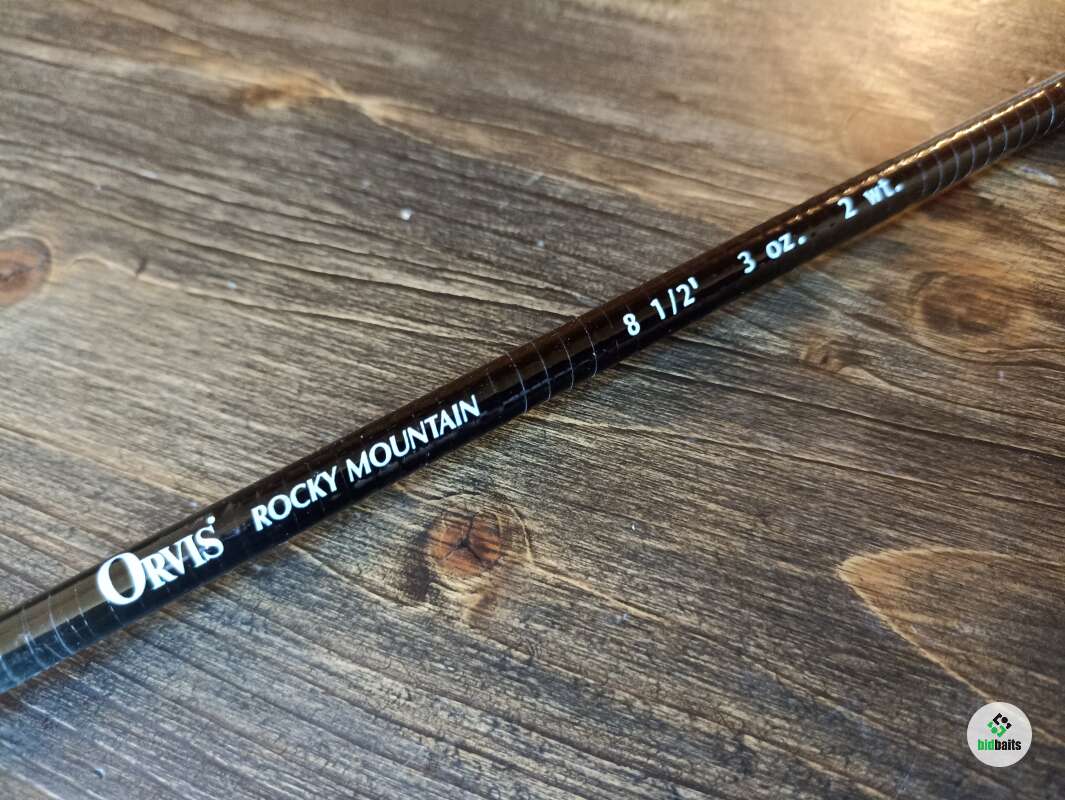 ORVIS® ROCKY MOUNTAIN 8 1/2' 3 oz. 2 wt.
bidbaits